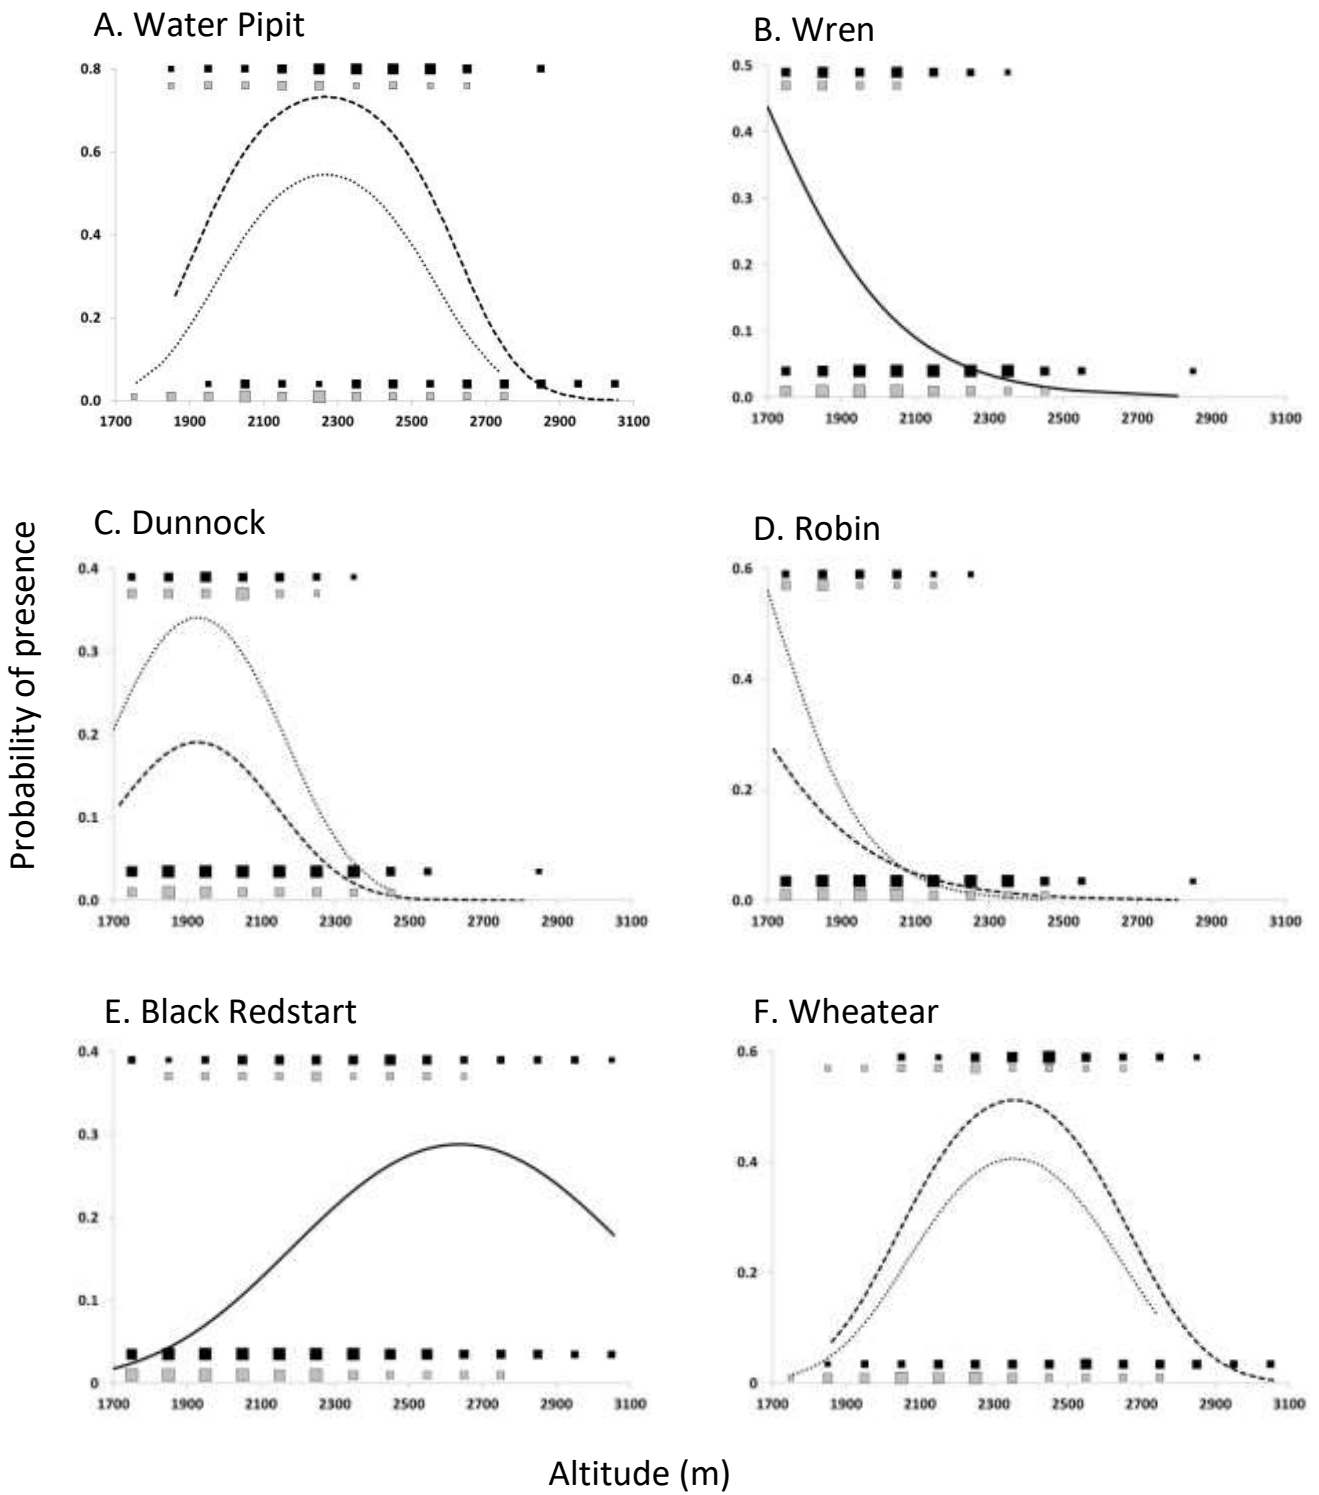 A. Water Pipit
0.8
0.6
0.4
0.2
0.0
1700 1900 2100 2300 2500 2700 2900 3100
B. Wren
0.5
0.4
0.3
0.2
0.1
0.0
1700 1900 2100 2300 2500 2700 2900 3100
Probability of presence
C. Dunnock
0.4
0.3
0.2
0.1
0.0
1700 1900 2100 2300 2500 2700 2900 3100
D. Robin
0.6
0.4
0.2
0.0
1700 1900 2100 2300 2500 2700 2900 3100
E. Black Redstart
0.4
0.3
0.2
0.1
0
1700 1900 2100 2300 2500 2700 2900 3100
F. Wheatear
0.6
0.4
0.2
0
1700 1900 2100 2300 2500 2700 2900 3100
Altitude (m)